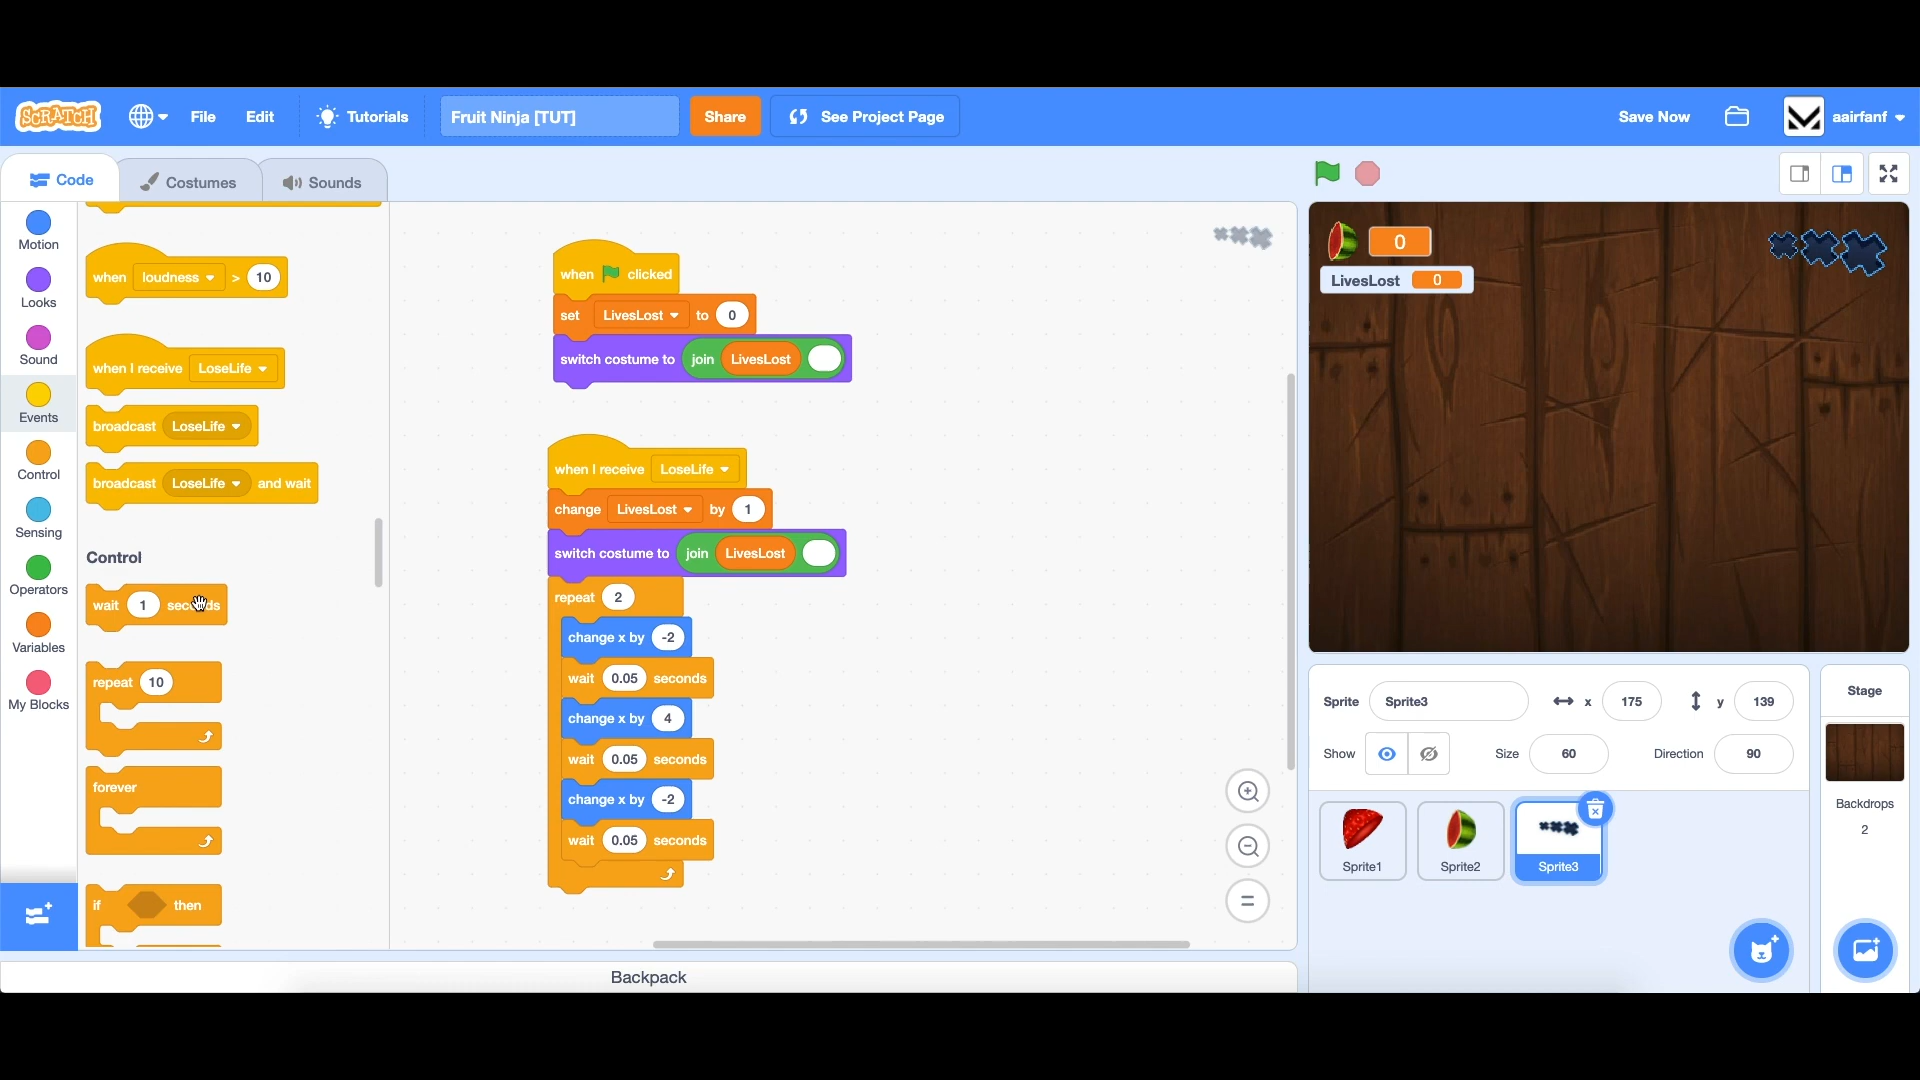 SCRATCH File Edit Tutorials Fruit Ninja [TUT] Share See Project Page Save Now aairfanf
Code Costumes Sounds
Motion
Looks
Sound
Events
Control
Sensing
Operators
Variables
My Blocks
when loudness > 10
when I receive LoseLife
broadcast LoseLife
broadcast LoseLife and wait
Control
wait 1 seconds
repeat 10
forever
if then
when clicked
set LivesLost to 0
switch costume to join LivesLost
when I receive LoseLife
change LivesLost by 1
switch costume to join LivesLost
repeat 2
change x by -2
wait 0.05 seconds
change x by 4
wait 0.05 seconds
change x by -2
wait 0.05 seconds
Backpack
0
LivesLost 0
Sprite Sprite3 x 175 y 139
Show Size 60 Direction 90
Sprite1 Sprite2 Sprite3
Stage
Backdrops
2